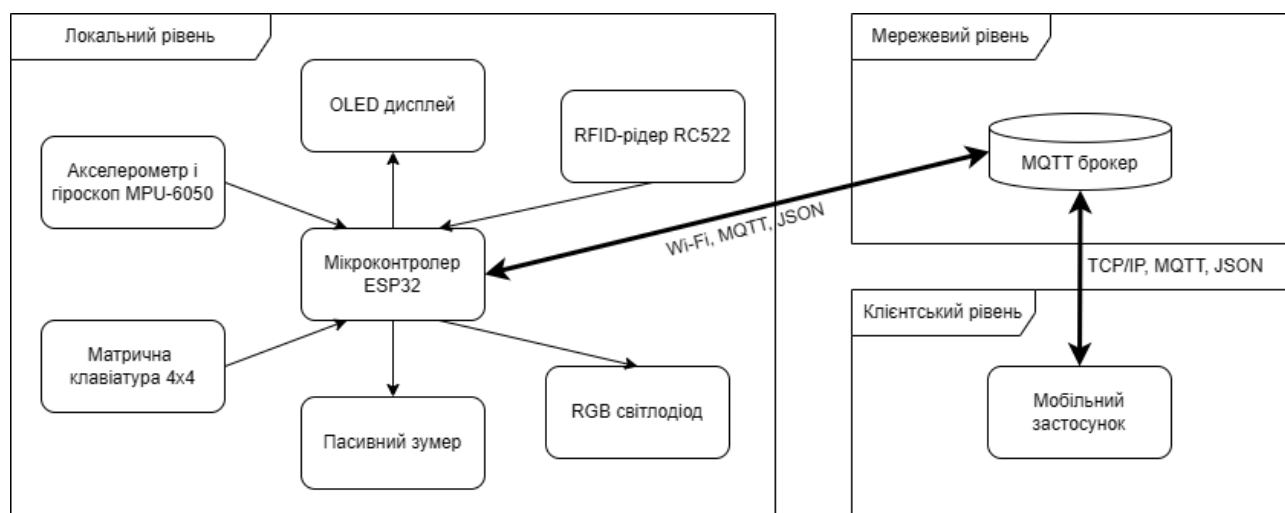 Локальний рівень
OLED дисплей
RFID-рідер RC522
Акселерометр і
гіроскоп MPU-6050
Мікроконтролер
ESP32
Матрична
клавіатура 4x4
Пасивний зумер
RGB світлодіод
Wi-Fi, MQTT, JSON
Мережевий рівень
MQTT брокер
TCP/IP, MQTT, JSON
Клієнтський рівень
Мобільний
застосунок